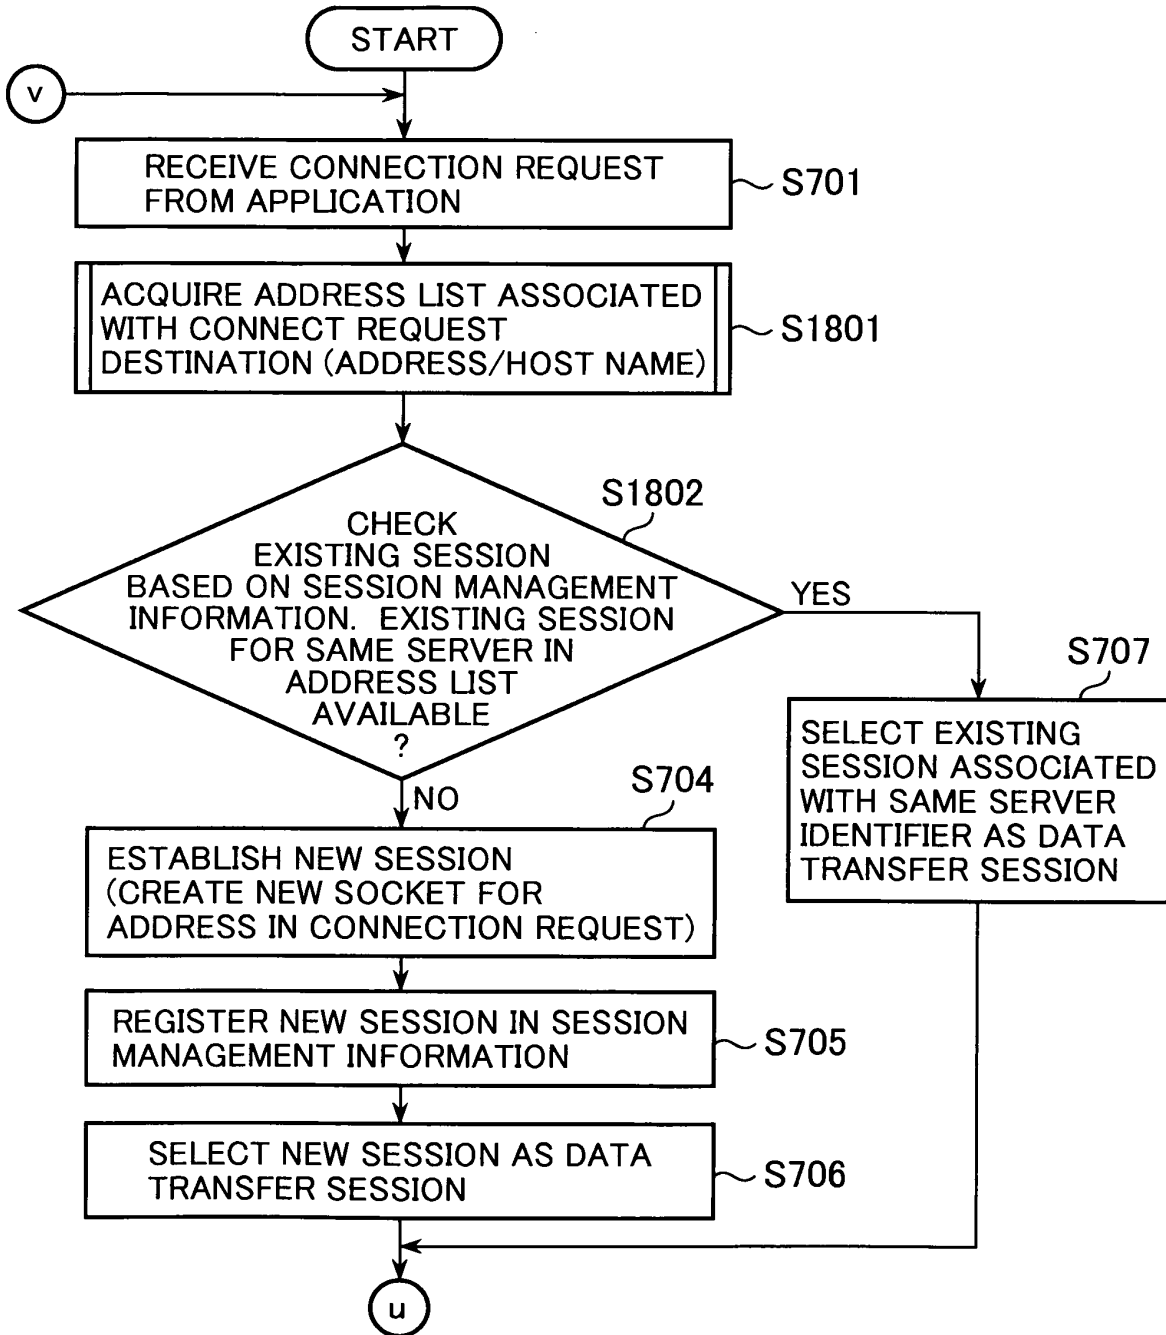 START
v
RECEIVE CONNECTION REQUEST
FROM APPLICATION
S701
ACQUIRE ADDRESS LIST ASSOCIATED
WITH CONNECT REQUEST
DESTINATION (ADDRESS/HOST NAME)
S1801
S1802
CHECK
EXISTING SESSION
BASED ON SESSION MANAGEMENT
INFORMATION. EXISTING SESSION
FOR SAME SERVER IN
ADDRESS LIST
AVAILABLE
?
YES
S707
SELECT EXISTING
SESSION ASSOCIATED
WITH SAME SERVER
IDENTIFIER AS DATA
TRANSFER SESSION
NO
S704
ESTABLISH NEW SESSION
(CREATE NEW SOCKET FOR
ADDRESS IN CONNECTION REQUEST)
REGISTER NEW SESSION IN SESSION
MANAGEMENT INFORMATION
S705
SELECT NEW SESSION AS DATA
TRANSFER SESSION
S706
u